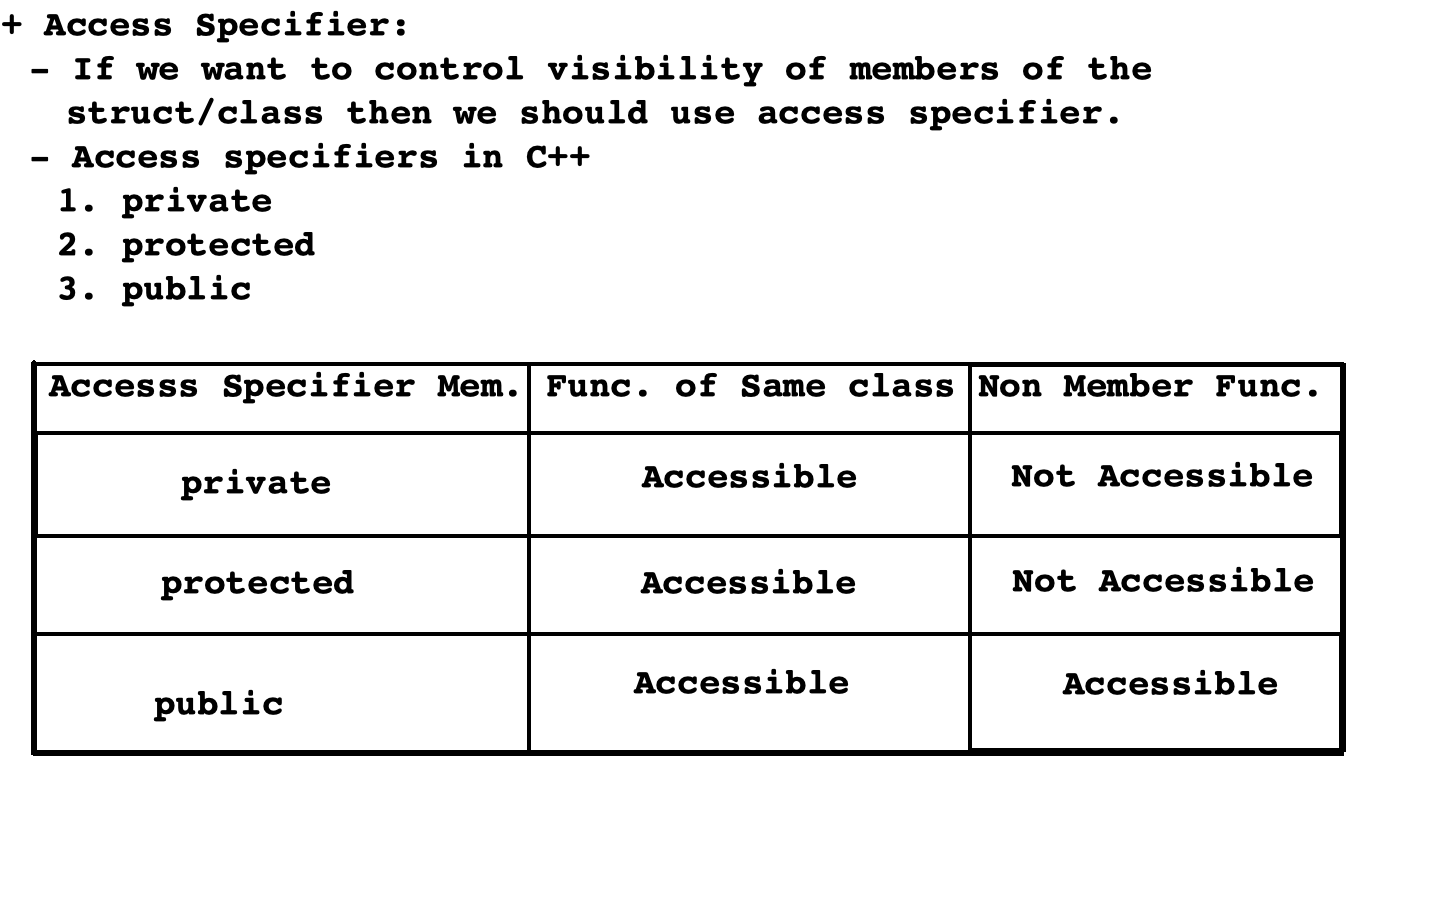 + Access Specifier:
- If we want to control visibility of members of the
struct/class then we should use access specifier.
- Access specifiers in C++
1. private
2. protected
3. public
Accesss Specifier Mem. Func. of Same class Non Member Func.
private Accessible Not Accessible
protected Accessible Not Accessible
public Accessible Accessible